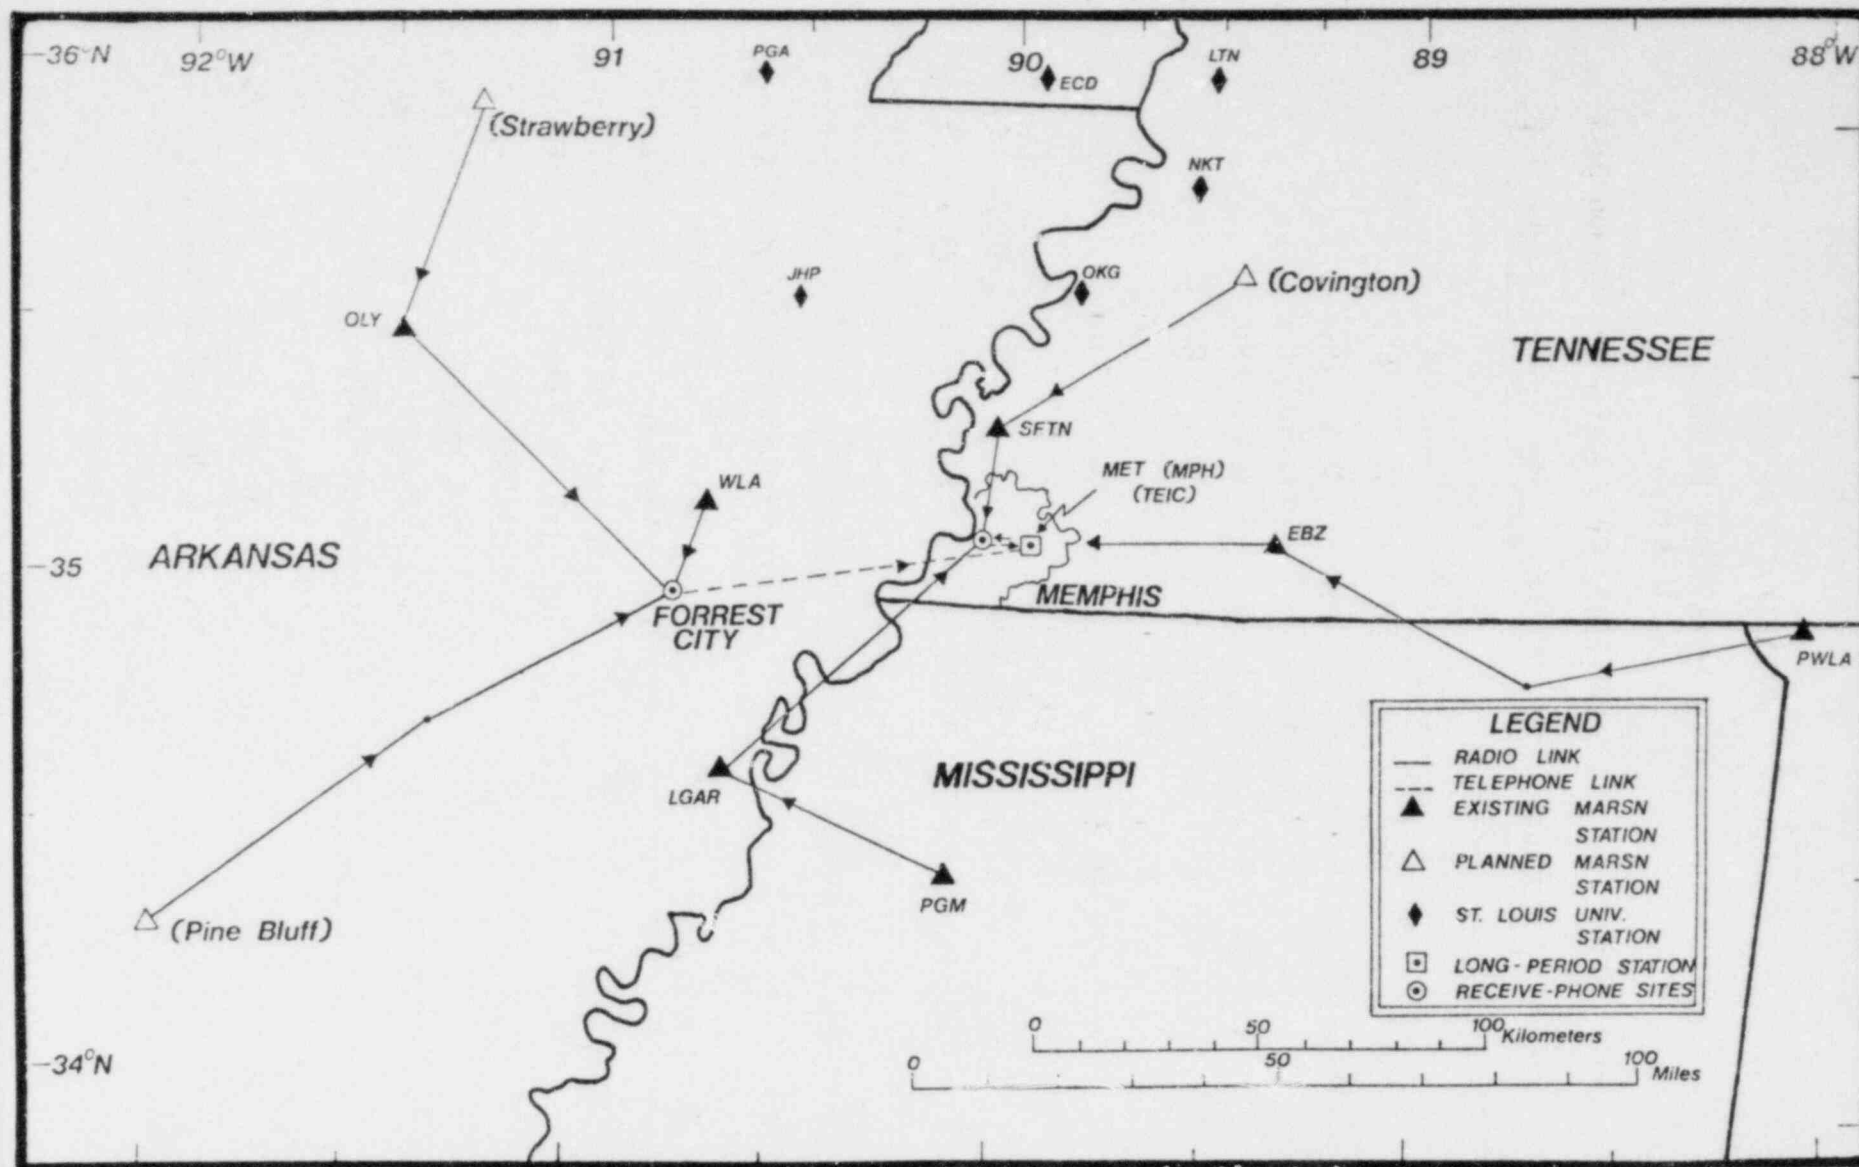 36°N
92°W
91
PGA
90
ECD
LTN
89
88°W
(Strawberry)
NKT
JHP
OKG
(Covington)
OLY
TENNESSEE
SFTN
MET (MPH)
(TEIC)
WLA
EBZ
ARKANSAS
35
MEMPHIS
FORREST
CITY
PWLA
LGAR
MISSISSIPPI
PGM
(Pine Bluff)
34°N
LEGEND
RADIO LINK
TELEPHONE LINK
EXISTING MARSN
STATION
PLANNED MARSN
STATION
ST. LOUIS UNIV.
STATION
LONG-PERIOD STATION
RECEIVE-PHONE SITES
0 50 100 Kilometers
0 50 100 Miles